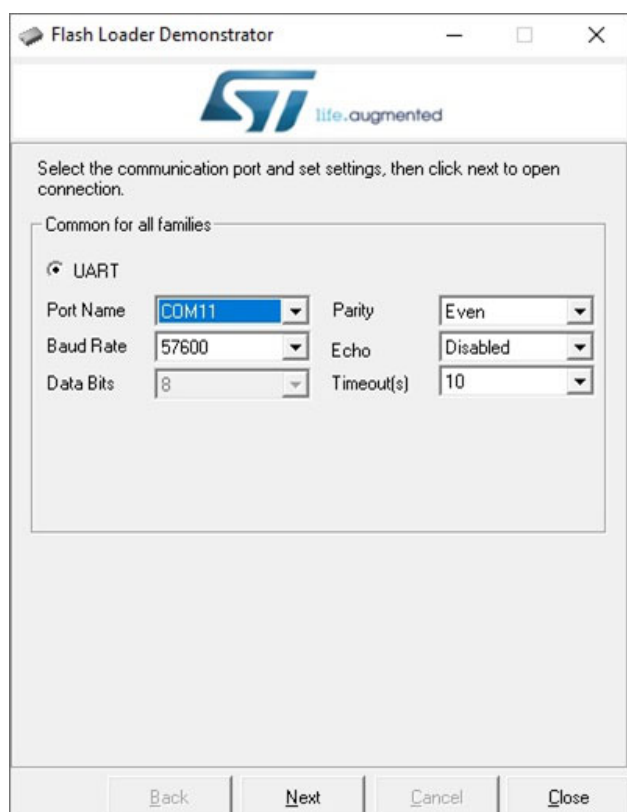 Flash Loader Demonstrator
ST life.augmented
Select the communication port and set settings, then click next to open
connection.
Common for all families
UART
Port Name COM11 Parity Even
Baud Rate 57600 Echo Disabled
Data Bits 8 Timeout(s) 10
Back Next Cancel Close